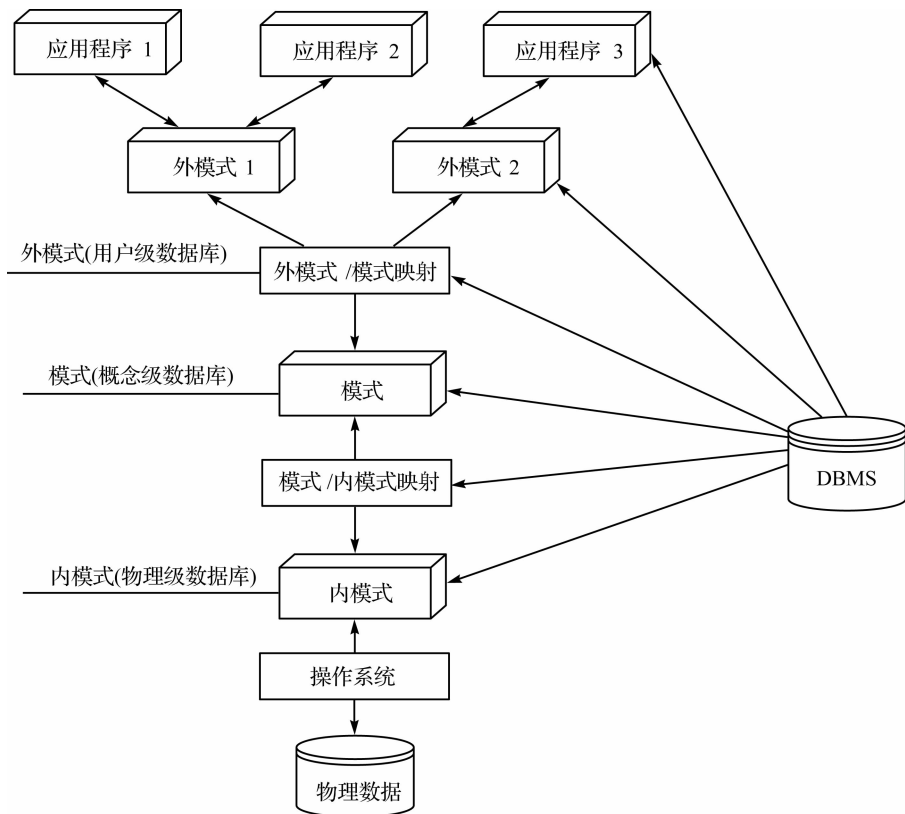 应用程序 1
应用程序 2
应用程序 3
外模式 1
外模式 2
外模式(用户级数据库)
外模式 /模式映射
模式(概念级数据库)
模式
模式 /内模式映射
DBMS
内模式(物理级数据库)
内模式
操作系统
物理数据